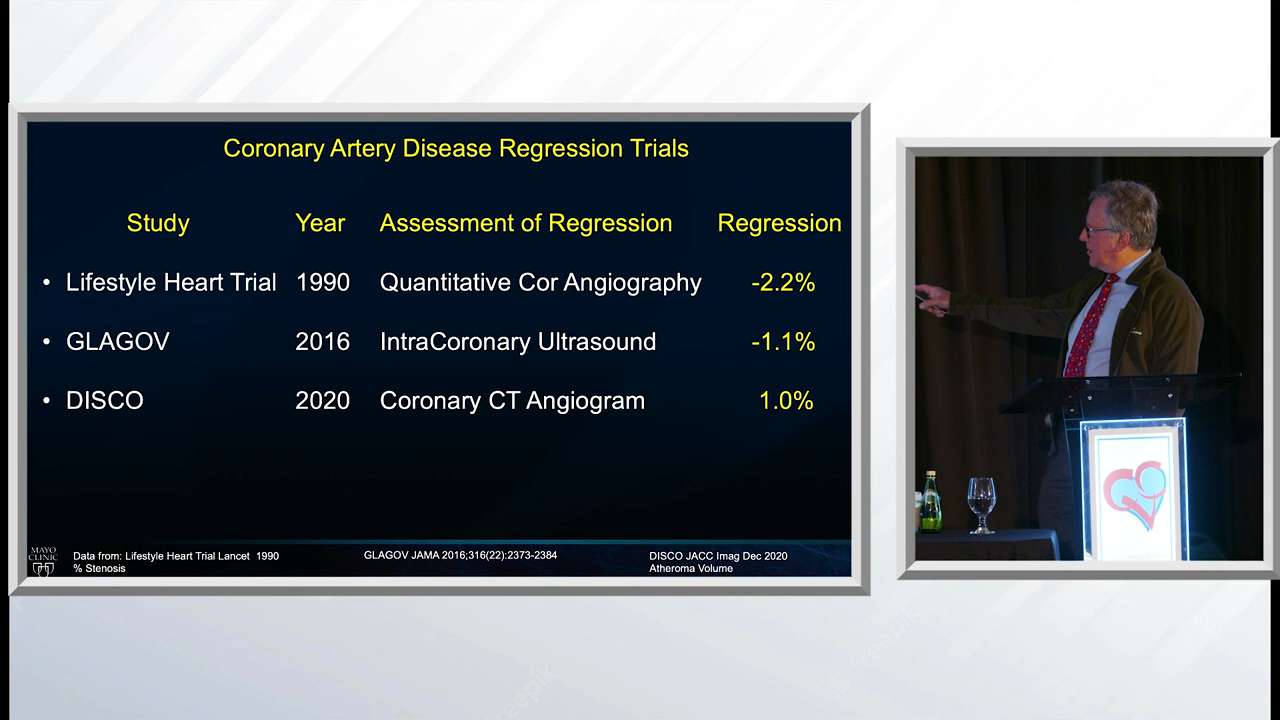 Coronary Artery Disease Regression Trials
Study Year Assessment of Regression Regression
• Lifestyle Heart Trial 1990 Quantitative Cor Angiography -2.2%
• GLAGOV 2016 IntraCoronary Ultrasound -1.1%
• DISCO 2020 Coronary CT Angiogram 1.0%
MAYO
CLINIC
Data from: Lifestyle Heart Trial Lancet 1990
% Stenosis
GLAGOV JAMA 2016;316(22):2373-2384
DISCO JACC Imag Dec 2020
Atheroma Volume